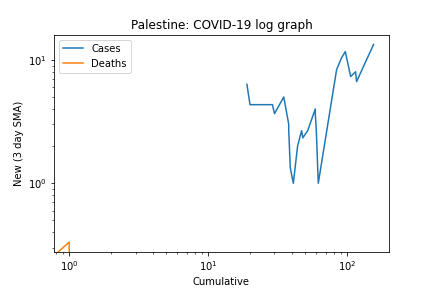 Palestine: COVID-19 log graph
Cases
Deaths
New (3 day SMA)
10¹
10⁰
10⁰ 10¹ 10²
Cumulative